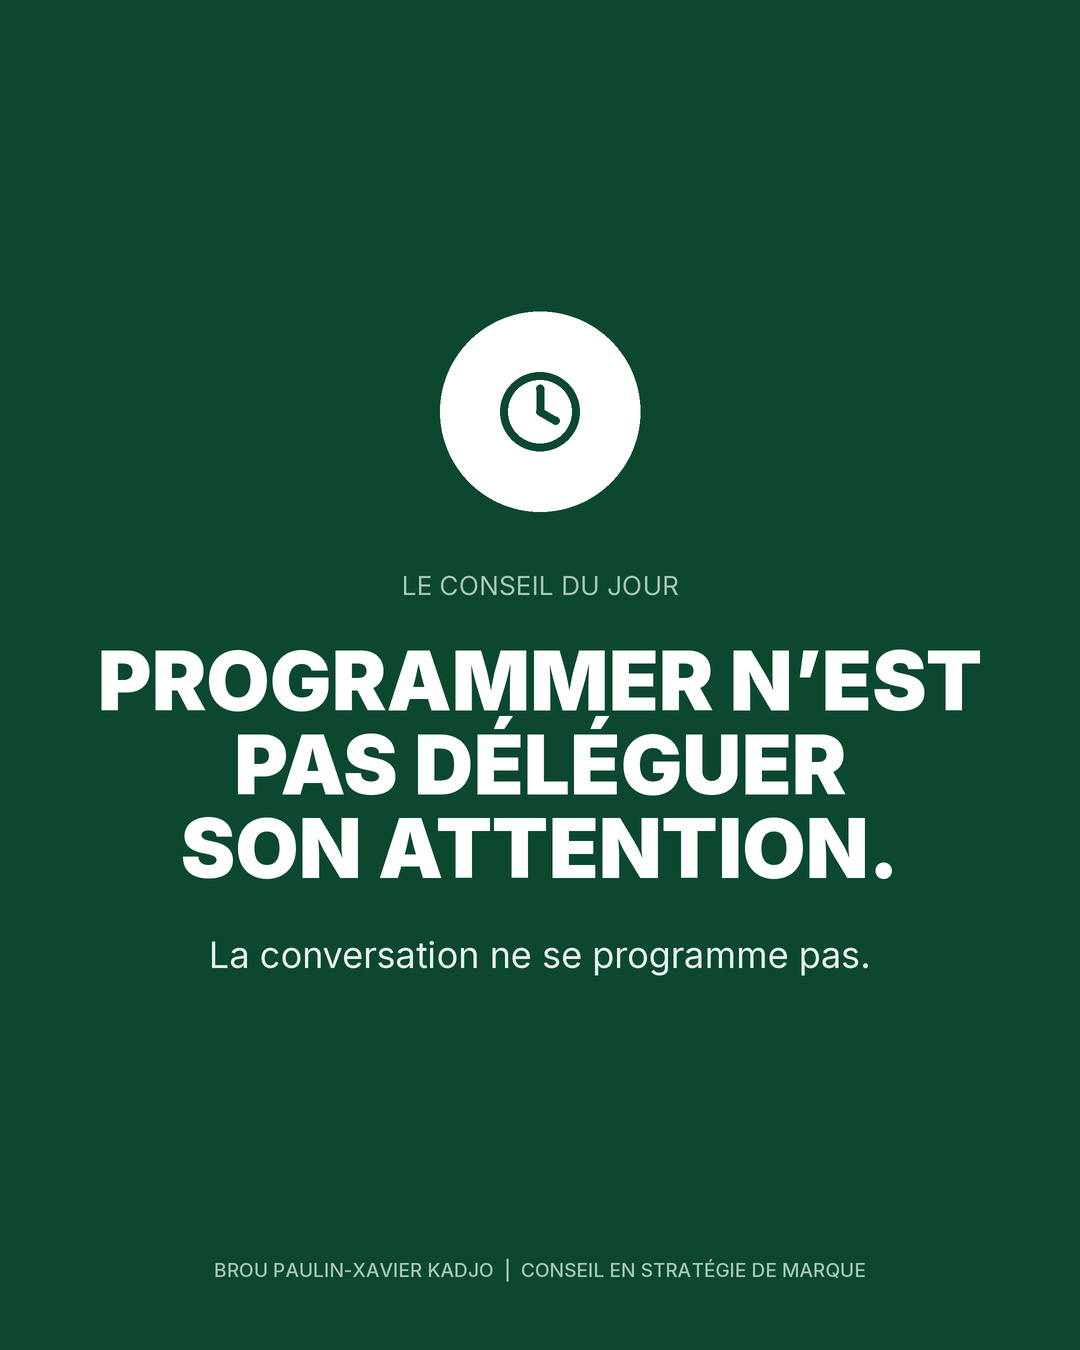 LE CONSEIL DU JOUR
PROGRAMMER N’EST
PAS DÉLÉGUER
SON ATTENTION.
La conversation ne se programme pas.
BROU PAULIN-XAVIER KADJO | CONSEIL EN STRATÉGIE DE MARQUE